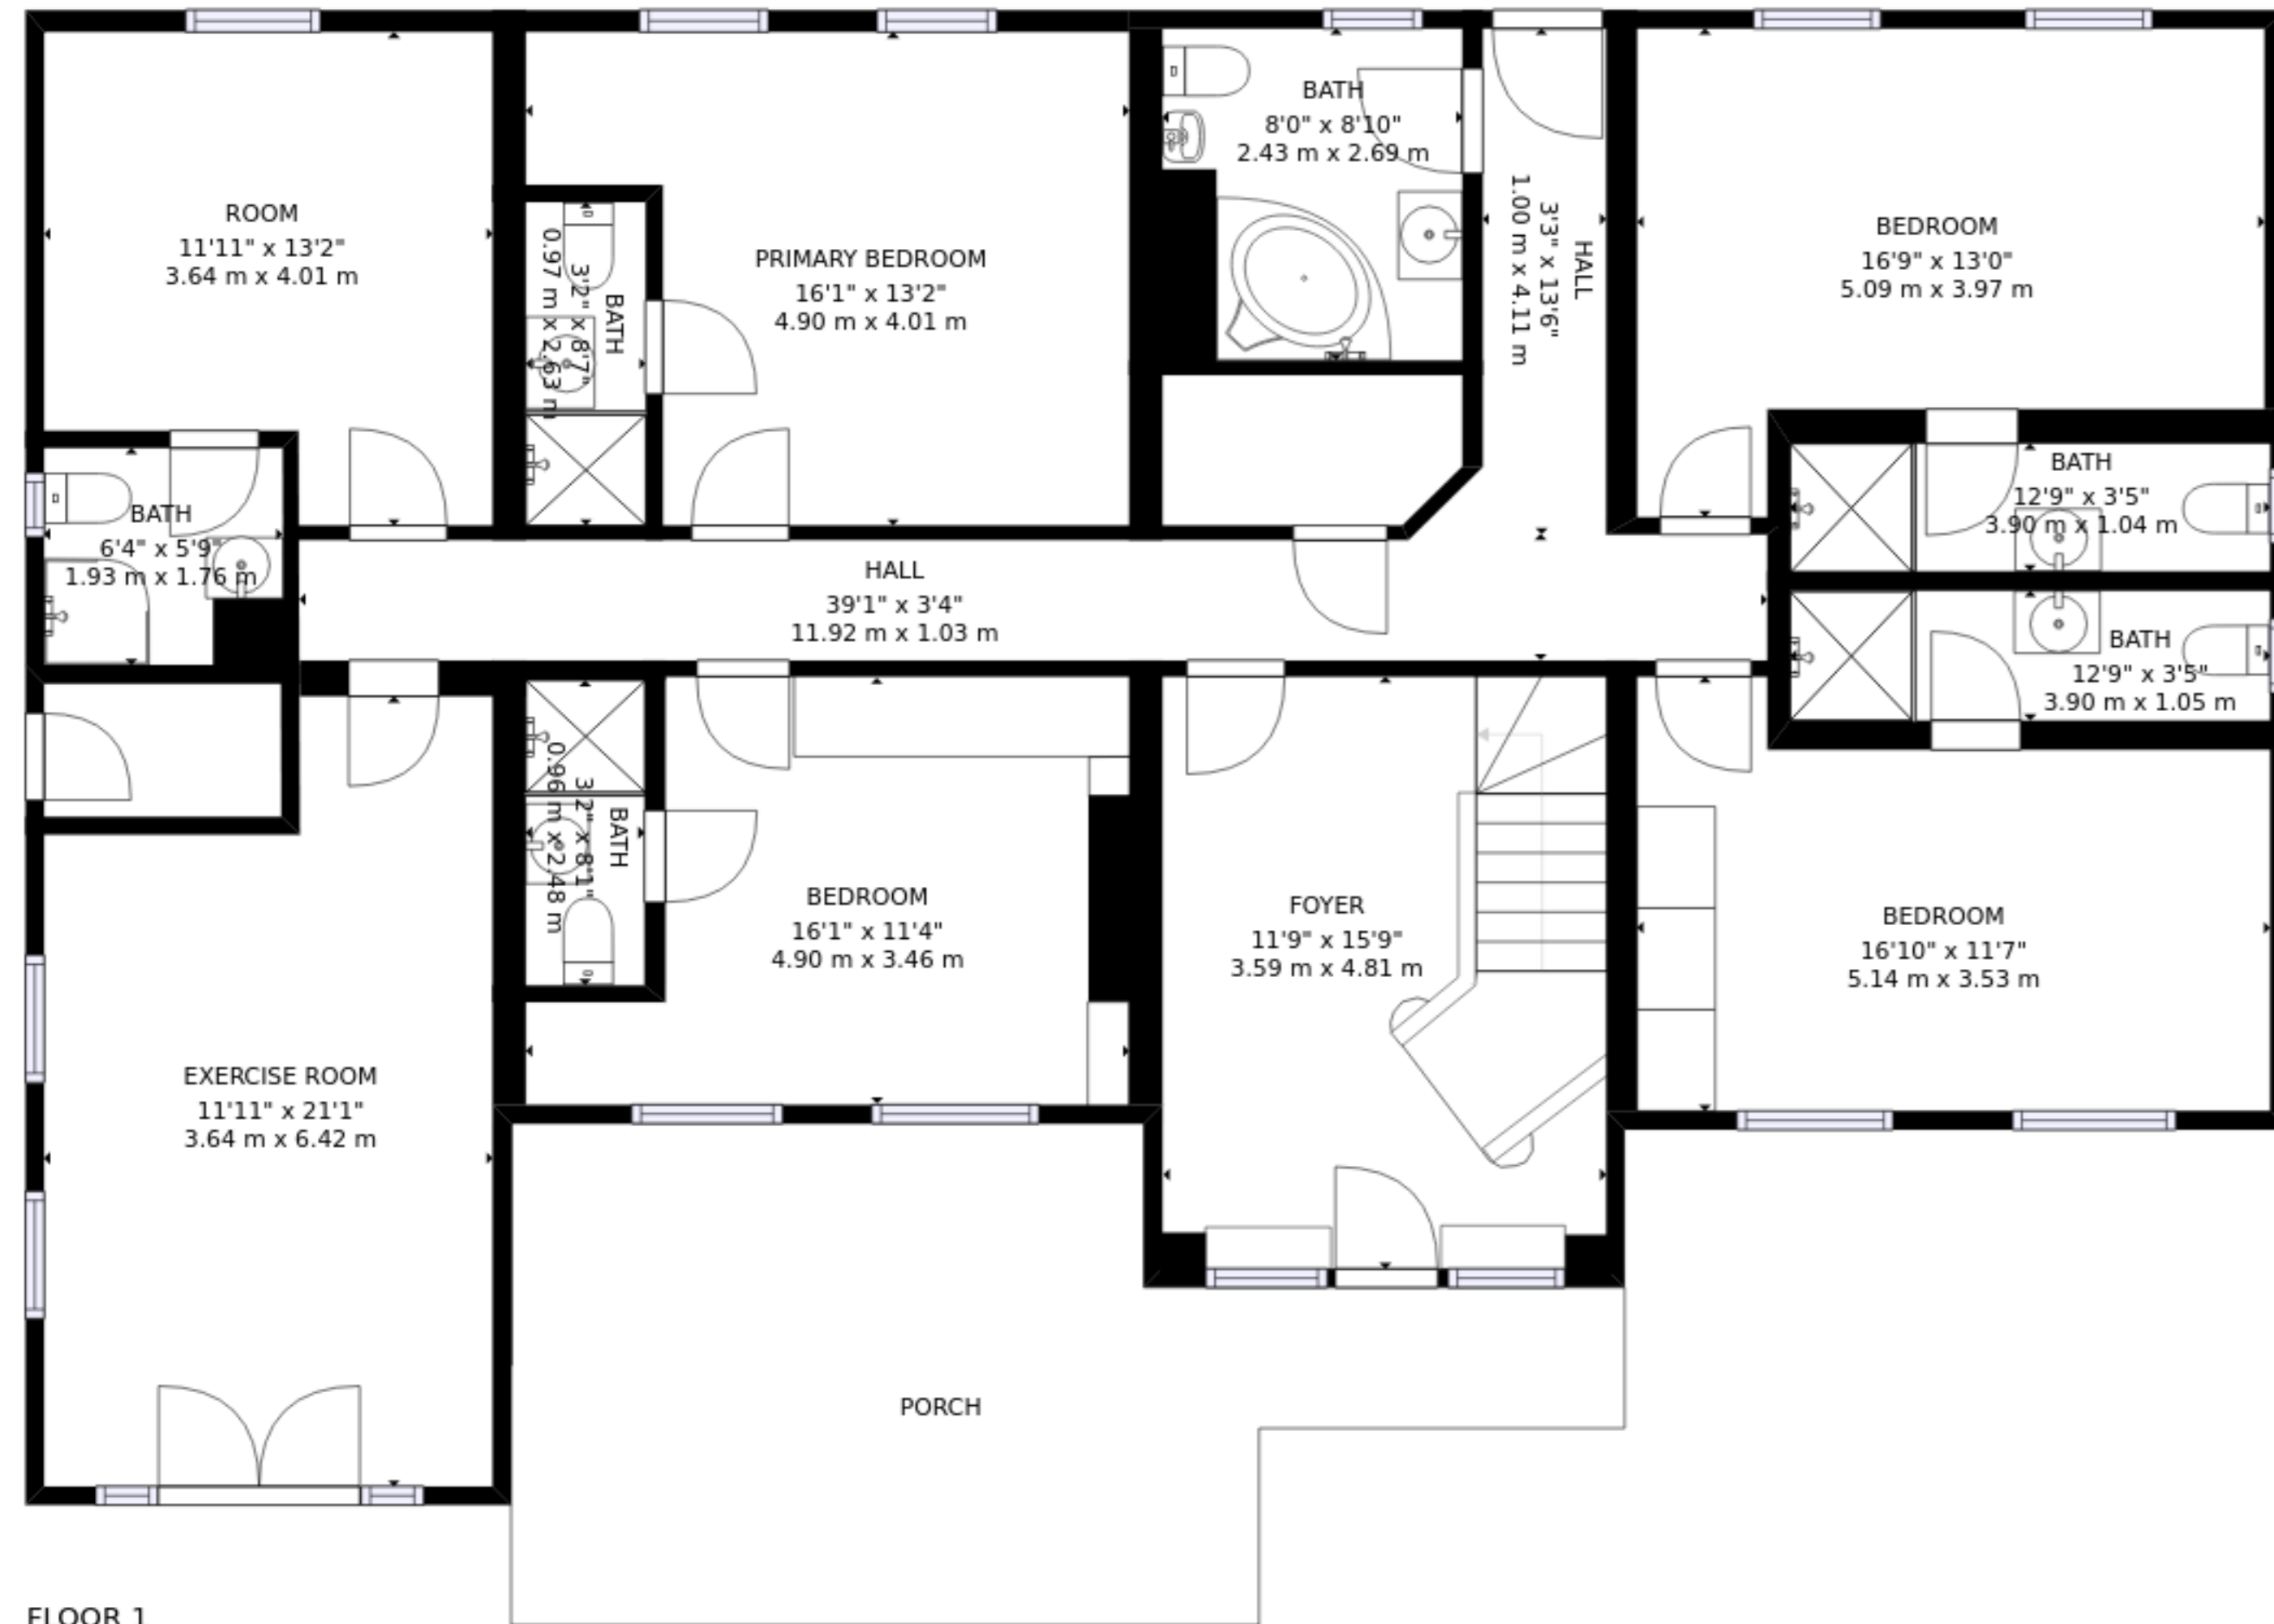 ROOM
11'11" x 13'2"
3.64 m x 4.01 m
PRIMARY BEDROOM
16'1" x 13'2"
4.90 m x 4.01 m
BATH
3'2" x 8'7"
0.97 m x 2.63 m
BATH
8'0" x 8'10"
2.43 m x 2.69 m
HALL
3'3" x 13'6"
1.00 m x 4.11 m
BEDROOM
16'9" x 13'0"
5.09 m x 3.97 m
BATH
12'9" x 3'5"
3.90 m x 1.04 m
BATH
6'4" x 5'9"
1.93 m x 1.76 m
HALL
39'1" x 3'4"
11.92 m x 1.03 m
BATH
12'9" x 3'5"
3.90 m x 1.05 m
BATH
3'2" x 8'1"
0.96 m x 2.48 m
BEDROOM
16'1" x 11'4"
4.90 m x 3.46 m
FOYER
11'9" x 15'9"
3.59 m x 4.81 m
BEDROOM
16'10" x 11'7"
5.14 m x 3.53 m
EXERCISE ROOM
11'11" x 21'1"
3.64 m x 6.42 m
PORCH
FLOOR 1